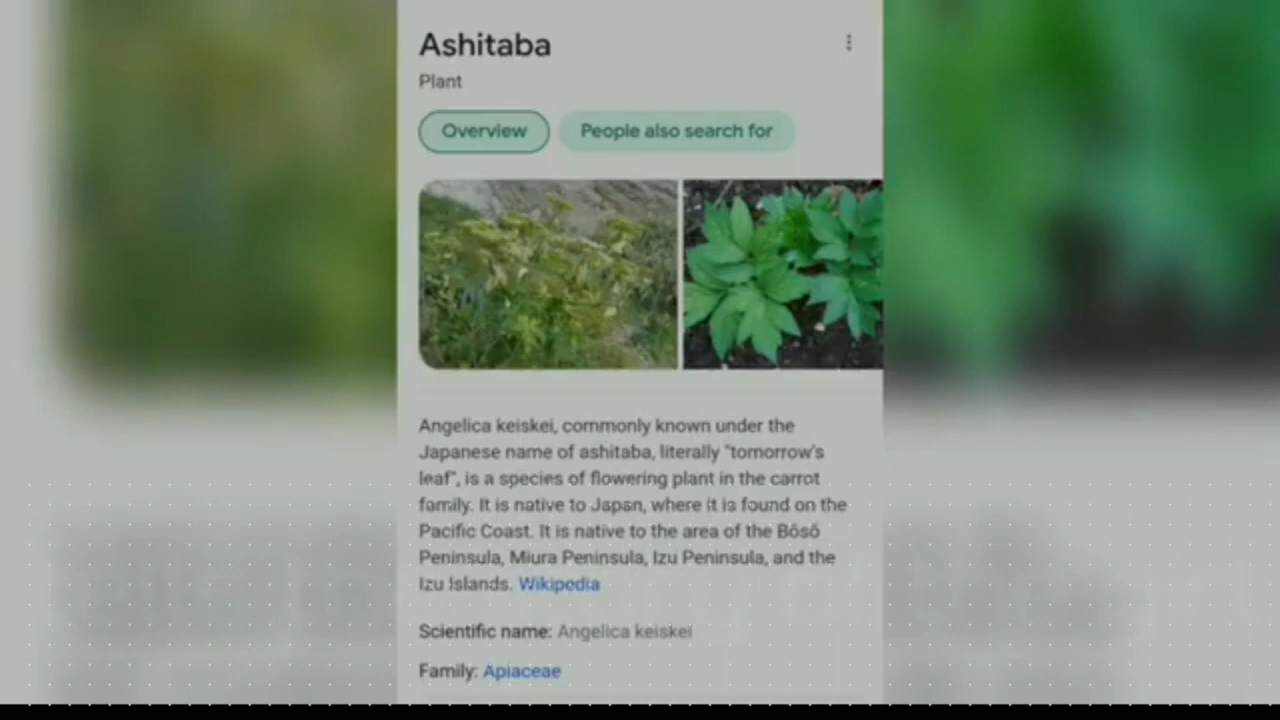 Ashitaba
Plant
Overview
People also search for
Angelica keiskei, commonly known under the
Japanese name of ashitaba, literally "tomorrow's
leaf", is a species of flowering plant in the carrot
family. It is native to Japan, where it is found on the
Pacific Coast. It is native to the area of the Bōsō
Peninsula, Miura Peninsula, Izu Peninsula, and the
Izu Islands. Wikipedia
Scientific name: Angelica keiskei
Family: Apiaceae